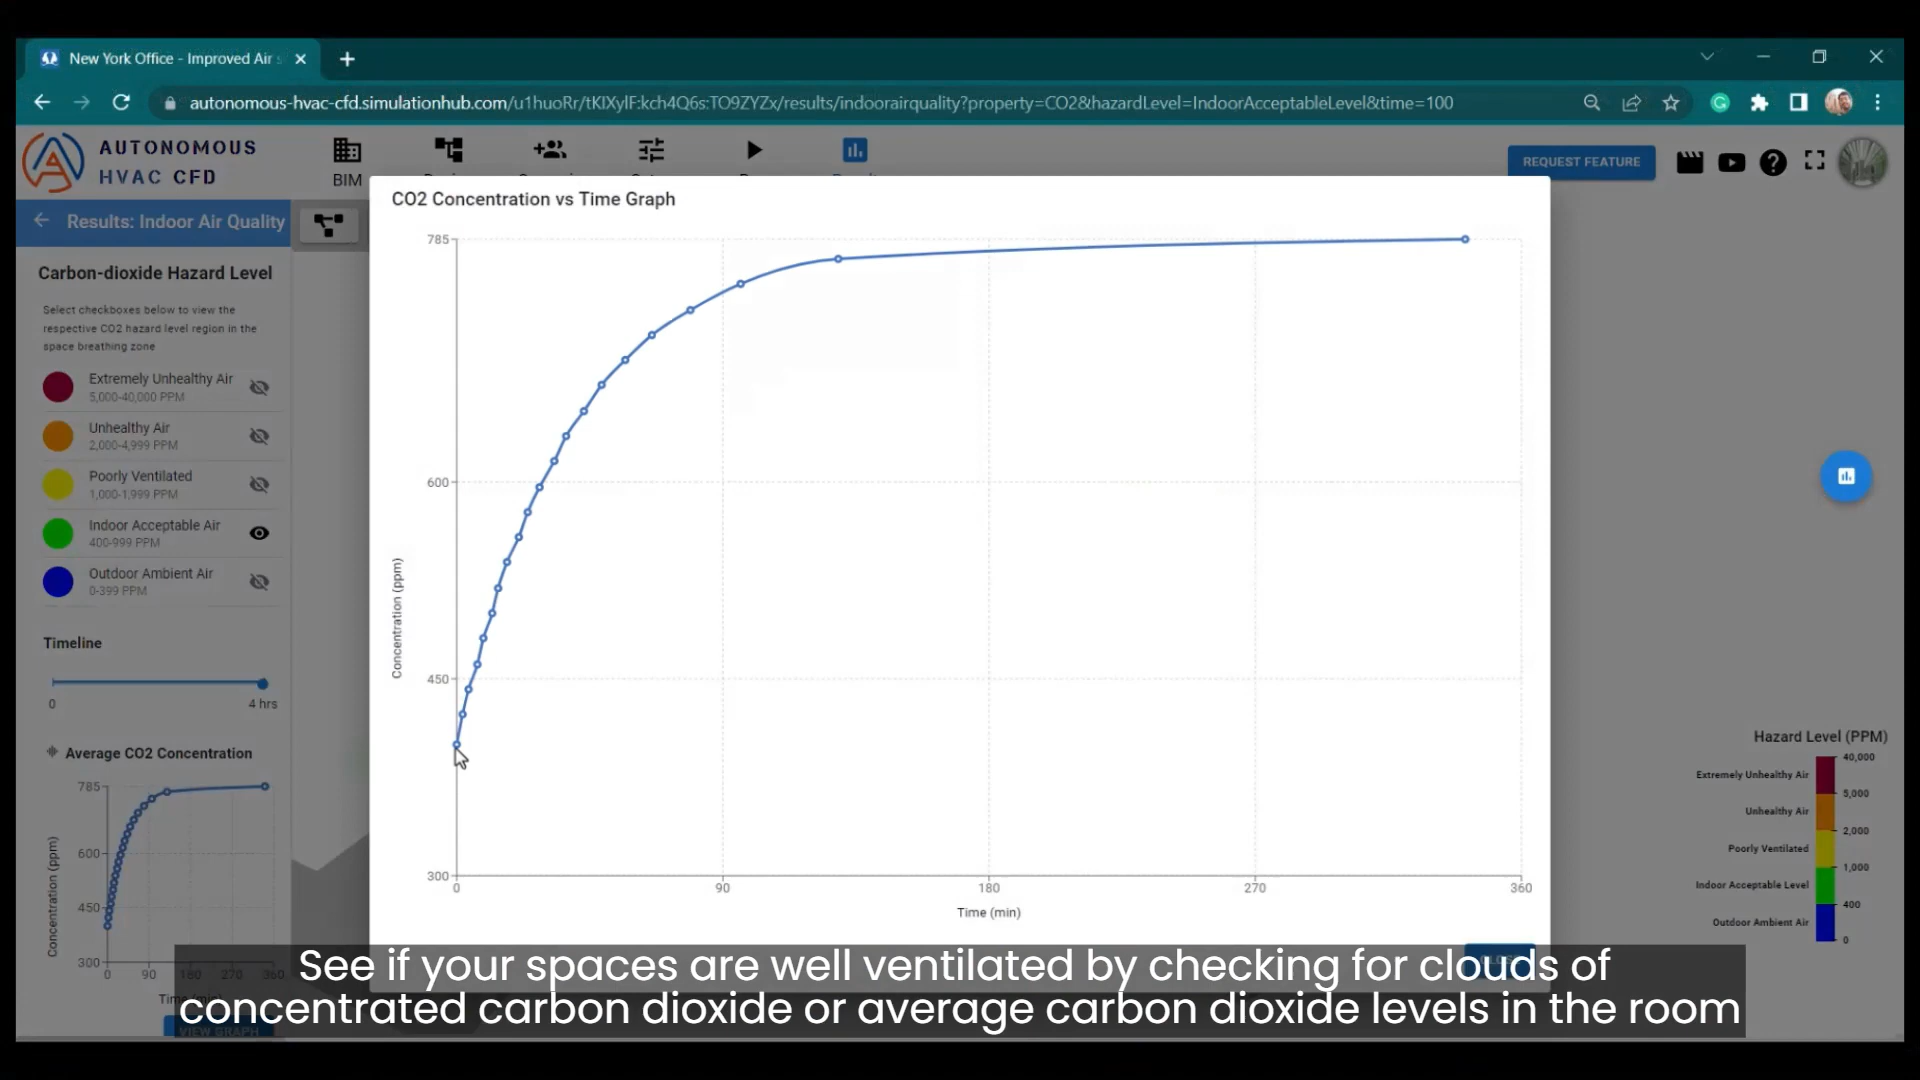 New York Office - Improved Air s
autonomous-hvac-cfd.simulationhub.com/u1huoRr/tKIXylF:kch4Q6s:TO9ZYZx/results/indoorairquality?property=CO2&hazardLevel=IndoorAcceptableLevel&time=100
AUTONOMOUS
HVAC CFD
BIM
REQUEST FEATURE
Results: Indoor Air Quality
CO2 Concentration vs Time Graph
Carbon-dioxide Hazard Level
Select checkboxes below to view the
respective CO2 hazard level region in the
space breathing zone
Extremely Unhealthy Air
5,000-40,000 PPM
Unhealthy Air
2,000-4,999 PPM
Poorly Ventilated
1,000-1,999 PPM
Indoor Acceptable Air
400-999 PPM
Outdoor Ambient Air
0-399 PPM
Timeline
0
4 hrs
Average CO2 Concentration
785
600
450
300
Concentration (ppm)
0 90 180 270 360
VIEW GRAPH
785
600
450
300
Concentration (ppm)
0 90 180 270 360
Time (min)
Hazard Level (PPM)
40,000
Extremely Unhealthy Air
5,000
Unhealthy Air
2,000
Poorly Ventilated
1,000
Indoor Acceptable Level
400
Outdoor Ambient Air
0
See if your spaces are well ventilated by checking for clouds of
concentrated carbon dioxide or average carbon dioxide levels in the room